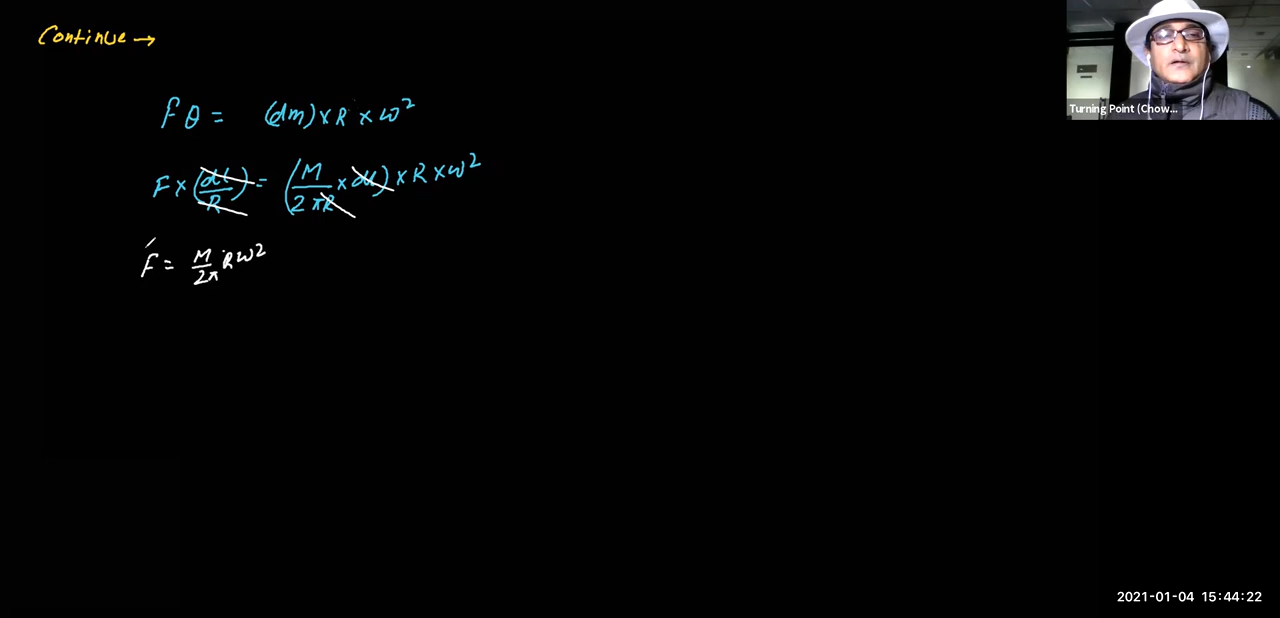 Continue →
Fθ = (dm) × R × ω²
F × (dl/R) = (M/2πR × dl) × R × ω²
F = M/2π Rω²
Turning Point (Chow...
2021-01-04 15:44:22